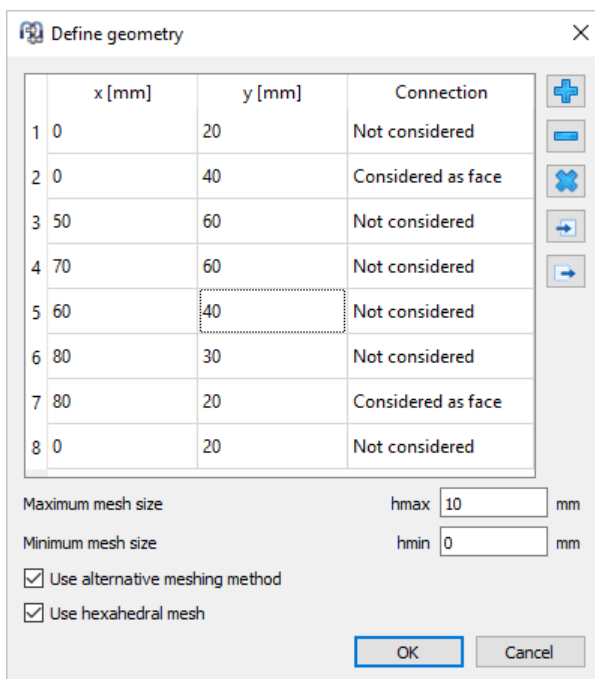 Define geometry
x [mm] y [mm] Connection
1 0 20 Not considered
2 0 40 Considered as face
3 50 60 Not considered
4 70 60 Not considered
5 60 40 Not considered
6 80 30 Not considered
7 80 20 Considered as face
8 0 20 Not considered
Maximum mesh size hmax 10 mm
Minimum mesh size hmin 0 mm
Use alternative meshing method
Use hexahedral mesh
OK Cancel